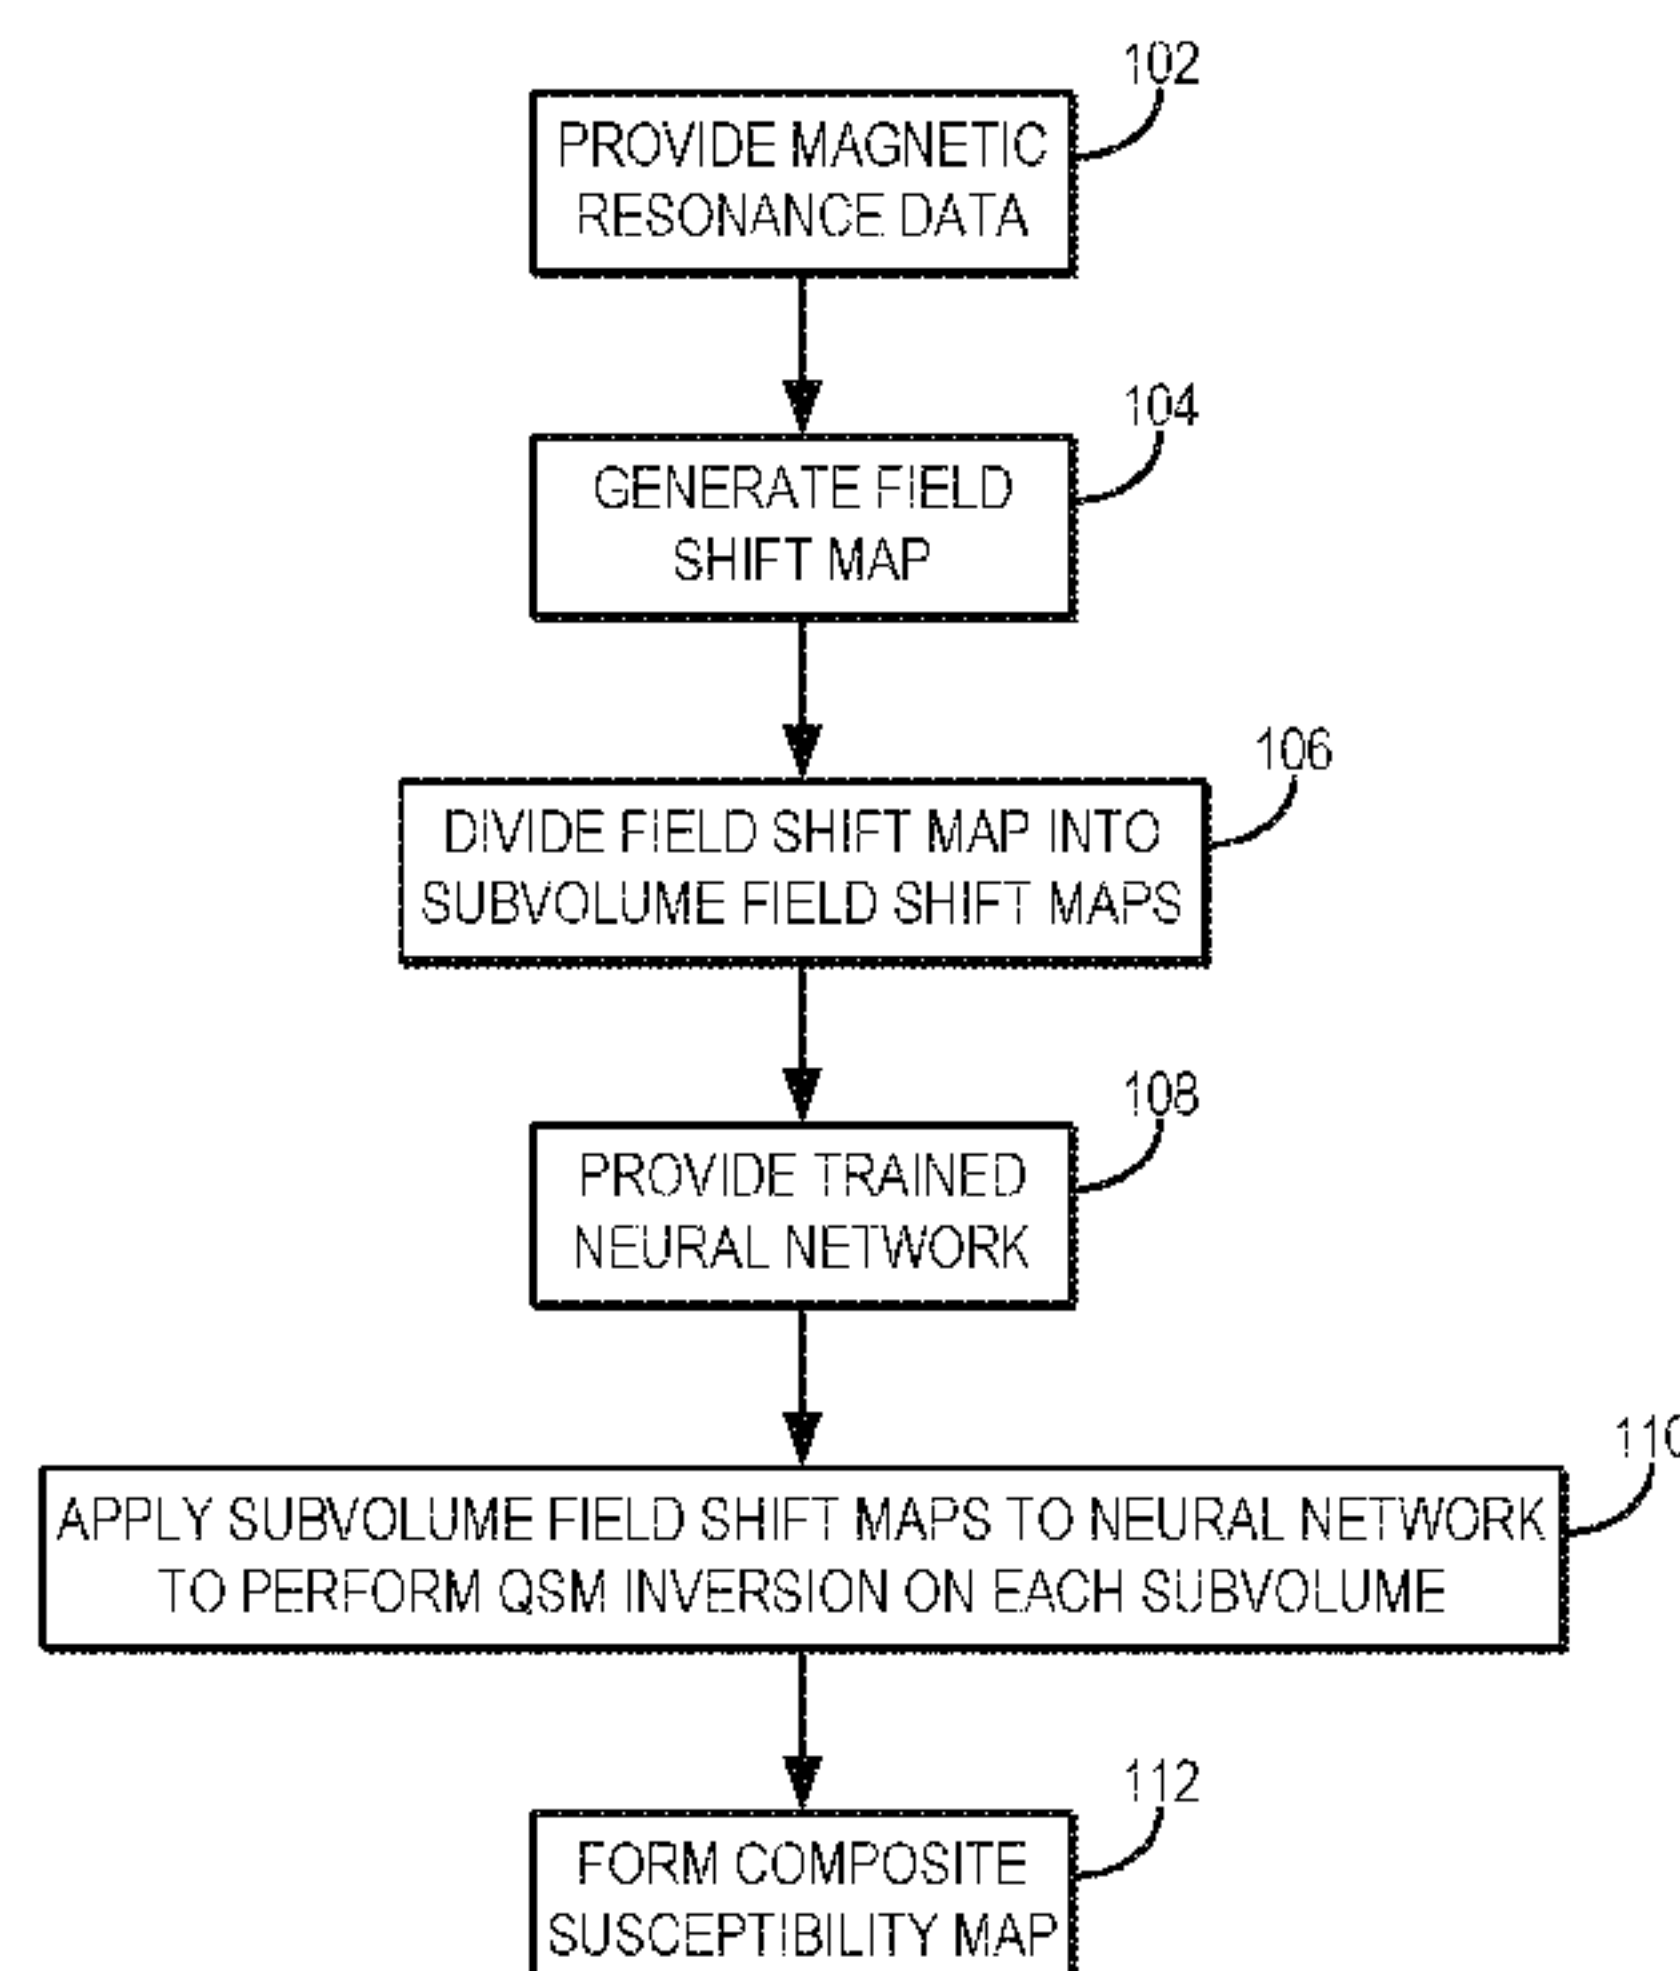 102
PROVIDE MAGNETIC
RESONANCE DATA
104
GENERATE FIELD
SHIFT MAP
106
DIVIDE FIELD SHIFT MAP INTO
SUBVOLUME FIELD SHIFT MAPS
108
PROVIDE TRAINED
NEURAL NETWORK
110
APPLY SUBVOLUME FIELD SHIFT MAPS TO NEURAL NETWORK
TO PERFORM QSM INVERSION ON EACH SUBVOLUME
112
FORM COMPOSITE
SUSCEPTIBILITY MAP